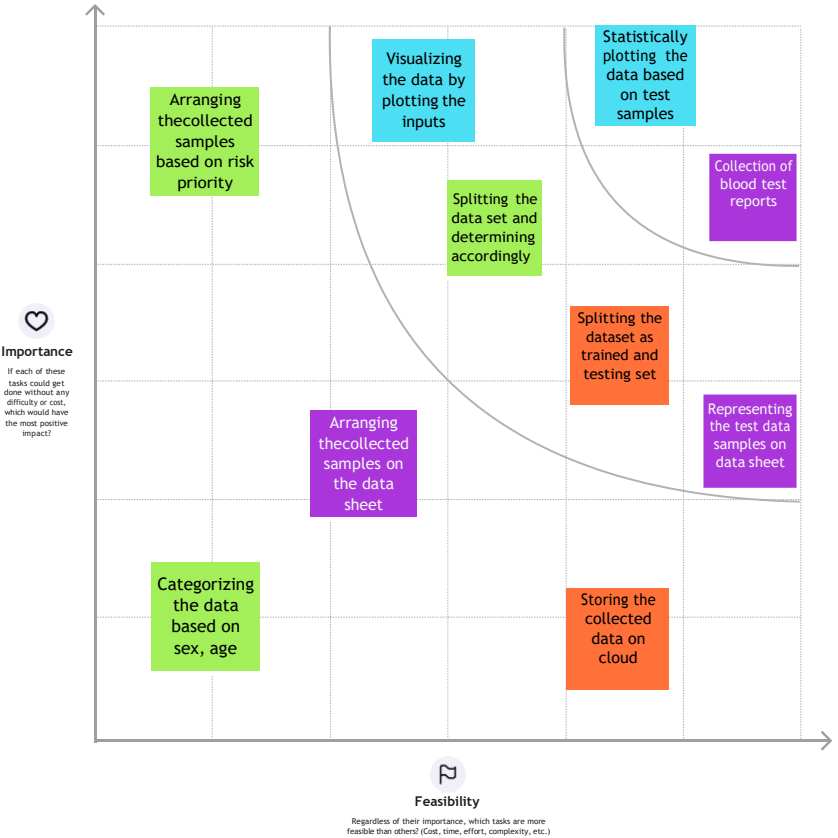 Visualizing
the data by
plotting the
inputs
Statistically
plotting the
data based
on test
samples
Arranging
thecollected
samples
based on risk
priority
Collection of
blood test
reports
Splitting the
data set and
determining
accordingly
Splitting the
dataset as
trained and
testing set
Importance
If each of these
tasks could get
done without any
difficulty or cost,
which would have
the most positive
impact?
Representing
the test data
samples on
data sheet
Arranging
thecollected
samples on
the data
sheet
Categorizing
the data
based on
sex, age
Storing the
collected
data on
cloud
Feasibility
Regardless of their importance, which tasks are more
feasible than others? (Cost, time, effort, complexity, etc.)